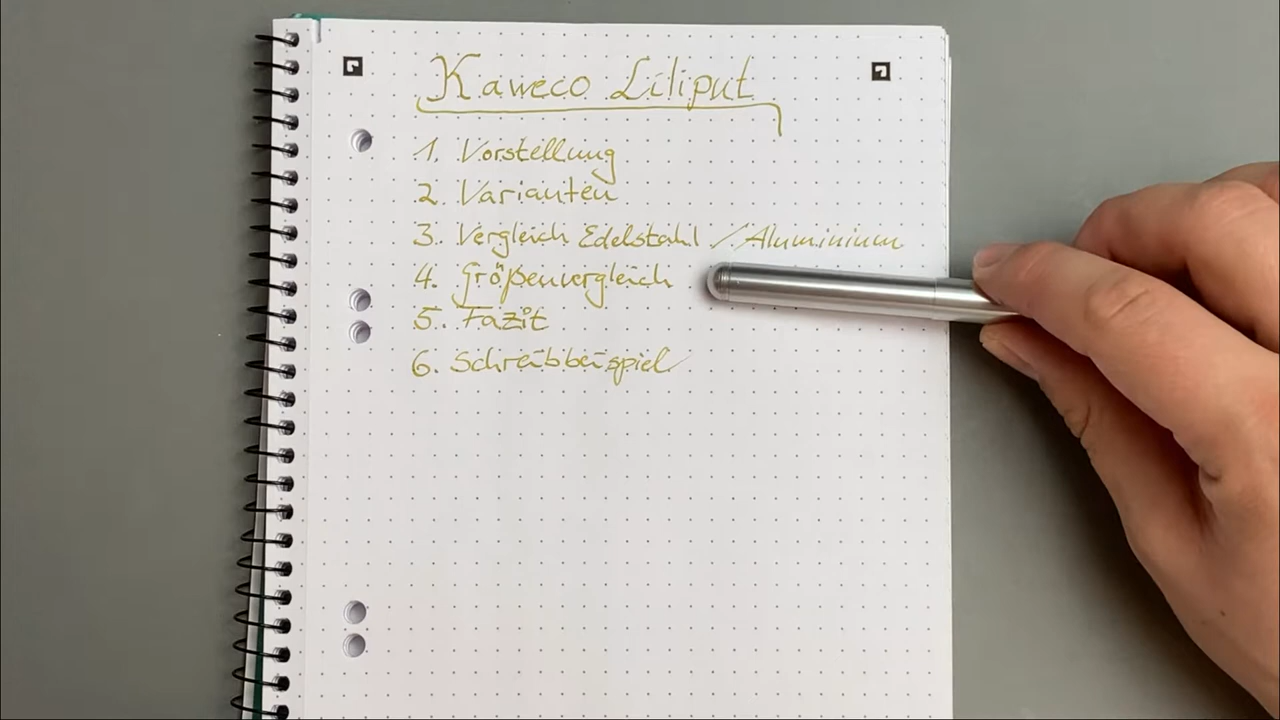 Kaweco Liliput
1. Vorstellung
2. Varianten
3. Vergleich Edelstahl / Aluminium
4. Größenvergleich
5. Fazit
6. Schreibbeispiel